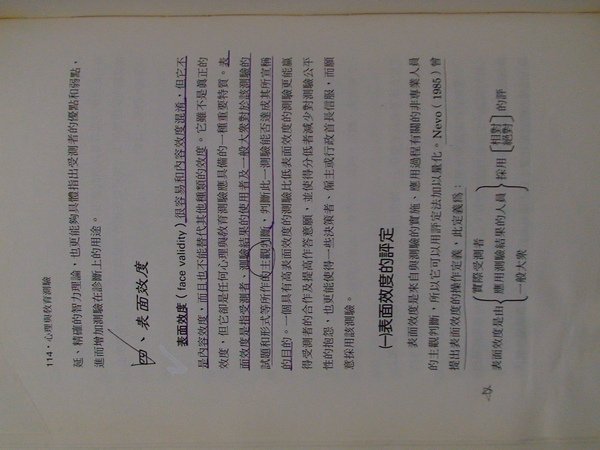 114・心理與教育測驗
延、精確的智力理論，也更能夠具體指出受測者的優點和弱點，
進而增加測驗在診斷上的用途。
四、表面效度
表面效度（face validity）很容易和內容效度混淆，但它不
是內容效度，而且也不能替代其他種類的效度。它雖不是真正的
效度，但它卻是任何心理與教育測驗應具備的一種重要特質。表
面效度是指受測者、測驗結果的使用者及一般大眾對於該測驗的
試題和形式等所作的主觀判斷，判斷此一測驗能否達成其所宣稱
的目的。一個具有高表面效度的測驗比低表面效度的測驗更能贏
得受測者的合作及提高作答意願，並使得分低者減少對測驗公平
性的抱怨，也更能使得一些決策者、僱主或行政首長信服，而願
意採用該測驗。
㈠表面效度的評定
表面效度是來自與測驗的實施、應用過程有關的非專業人員
的主觀判斷，所以它可以用評定法加以量化。Nevo（1985）曾
提出表面效度的操作定義，此定義為：
實際受測者
表面效度是由 應用測驗結果的人員 採用 [相對 絕對] 的評
一般大眾